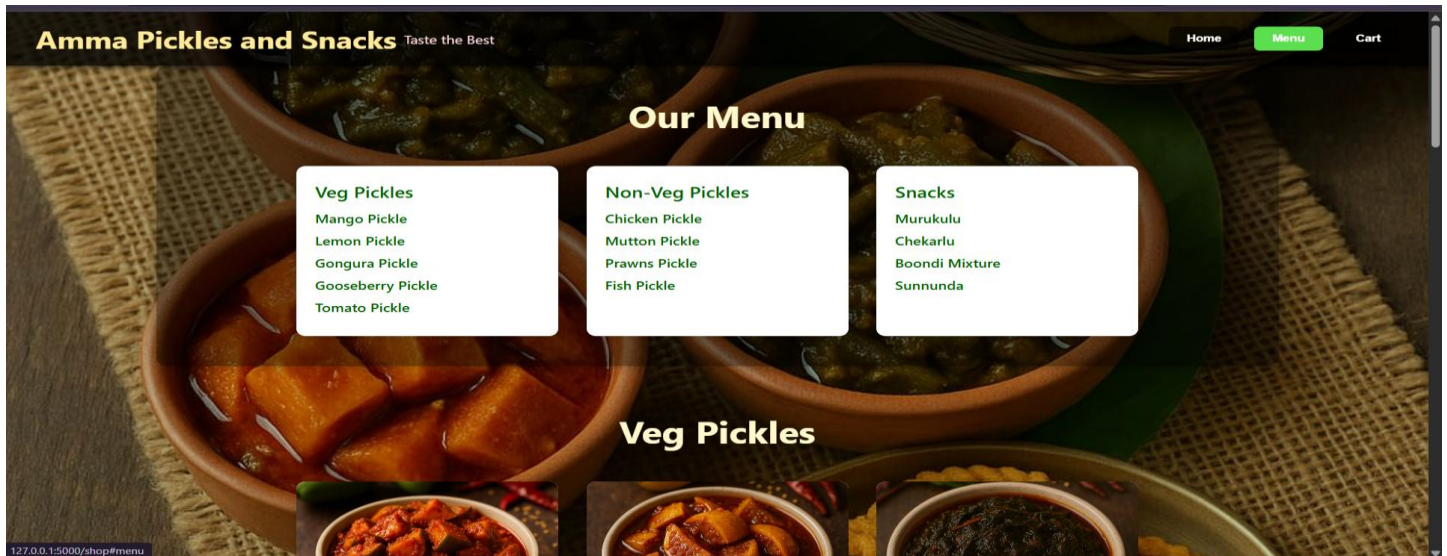 Amma Pickles and Snacks Taste the Best
Home Menu Cart
Our Menu
Veg Pickles
Mango Pickle
Lemon Pickle
Gongura Pickle
Gooseberry Pickle
Tomato Pickle
Non-Veg Pickles
Chicken Pickle
Mutton Pickle
Prawns Pickle
Fish Pickle
Snacks
Murukulu
Chekarlu
Boondi Mixture
Sunnunda
Veg Pickles
127.0.0.1:5000/shop#menu